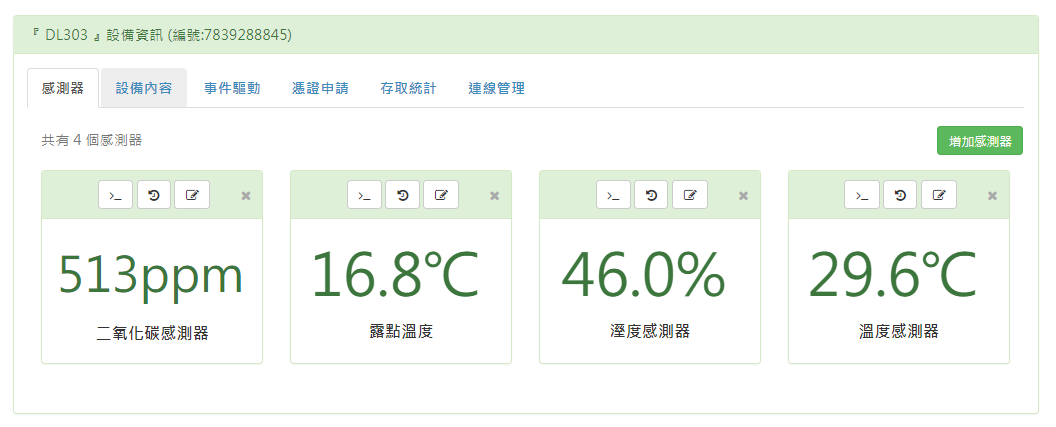 『 DL303 』設備資訊 (編號:7839288845)
感測器 設備內容 事件驅動 憑證申請 存取統計 連線管理
共有 4 個感測器 增加感測器
513ppm 16.8℃ 46.0% 29.6℃
二氧化碳感測器 露點溫度 溼度感測器 溫度感測器